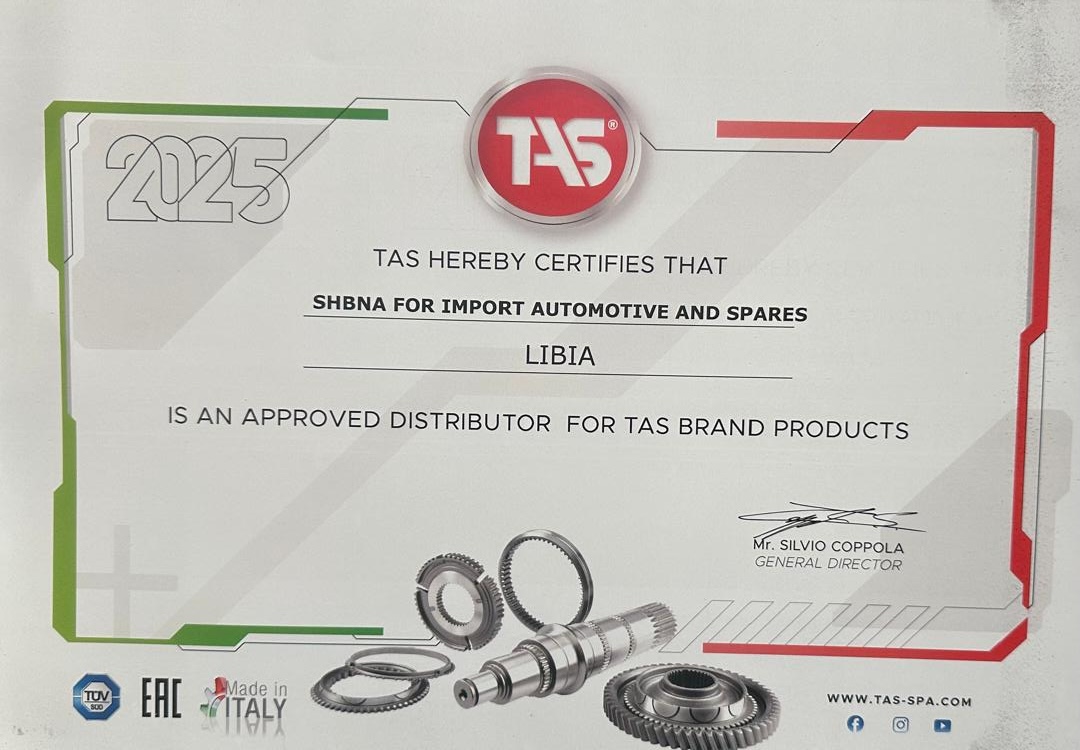 2025
TAS®
TAS HEREBY CERTIFIES THAT
SHBNA FOR IMPORT AUTOMOTIVE AND SPARES
LIBIA
IS AN APPROVED DISTRIBUTOR FOR TAS BRAND PRODUCTS
Mr. SILVIO COPPOLA
GENERAL DIRECTOR
TÜV
SÜD
EAC
Made in
ITALY
WWW.TAS-SPA.COM